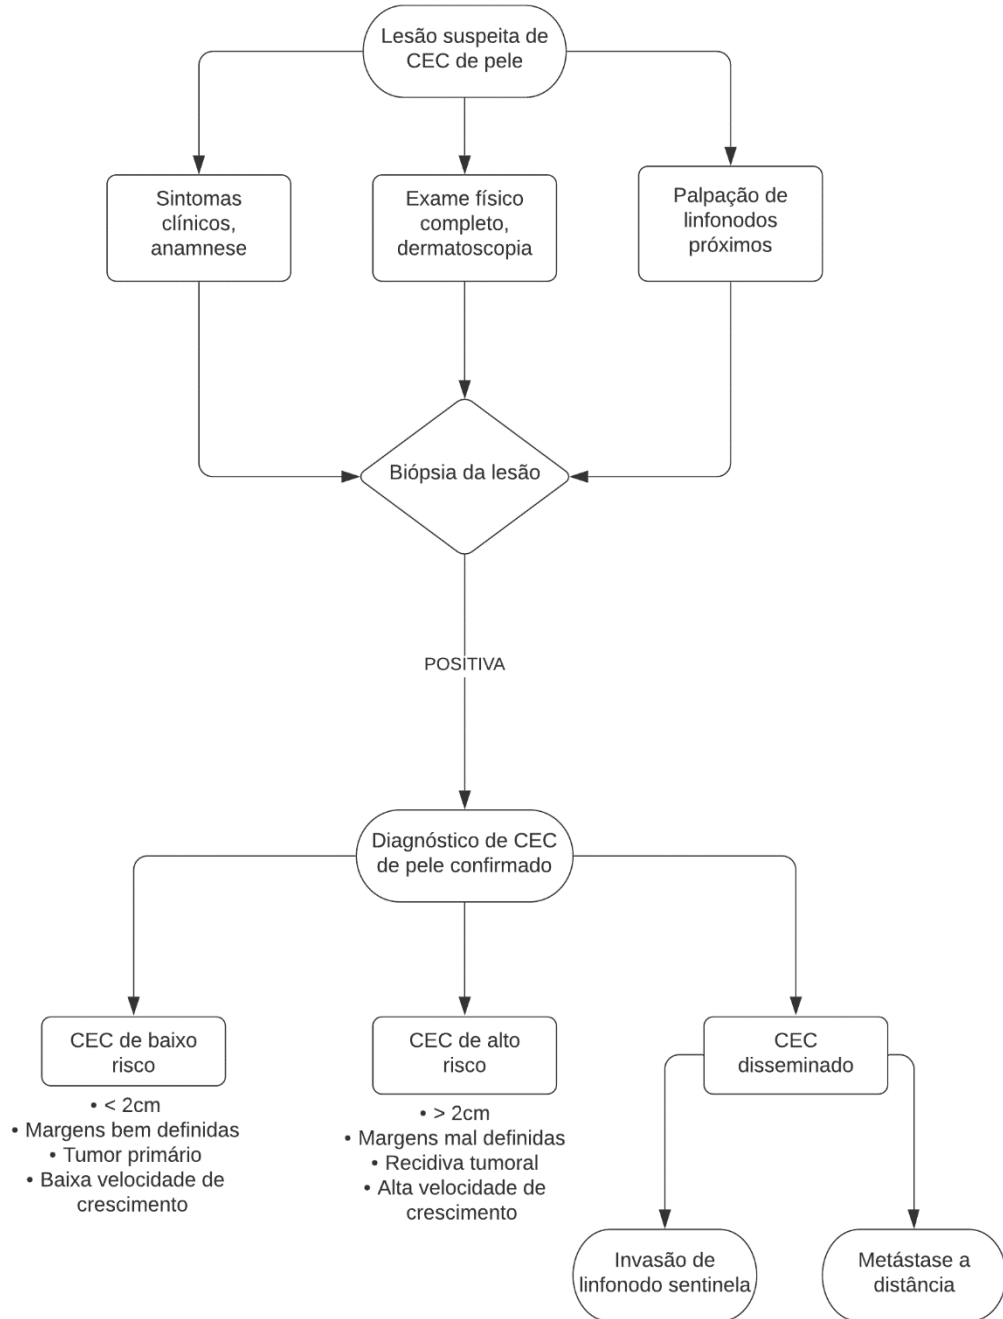 Lesão suspeita de
CEC de pele
Sintomas
clínicos,
anamnese
Exame físico
completo,
dermatoscopia
Palpação de
linfonodos
próximos
Biópsia da lesão
POSITIVA
Diagnóstico de CEC
de pele confirmado
CEC de baixo
risco
• < 2cm
• Margens bem definidas
• Tumor primário
• Baixa velocidade de
crescimento
CEC de alto
risco
• > 2cm
• Margens mal definidas
• Recidiva tumoral
• Alta velocidade de
crescimento
CEC
disseminado
Invasão de
linfonodo sentinela
Metástase a
distância